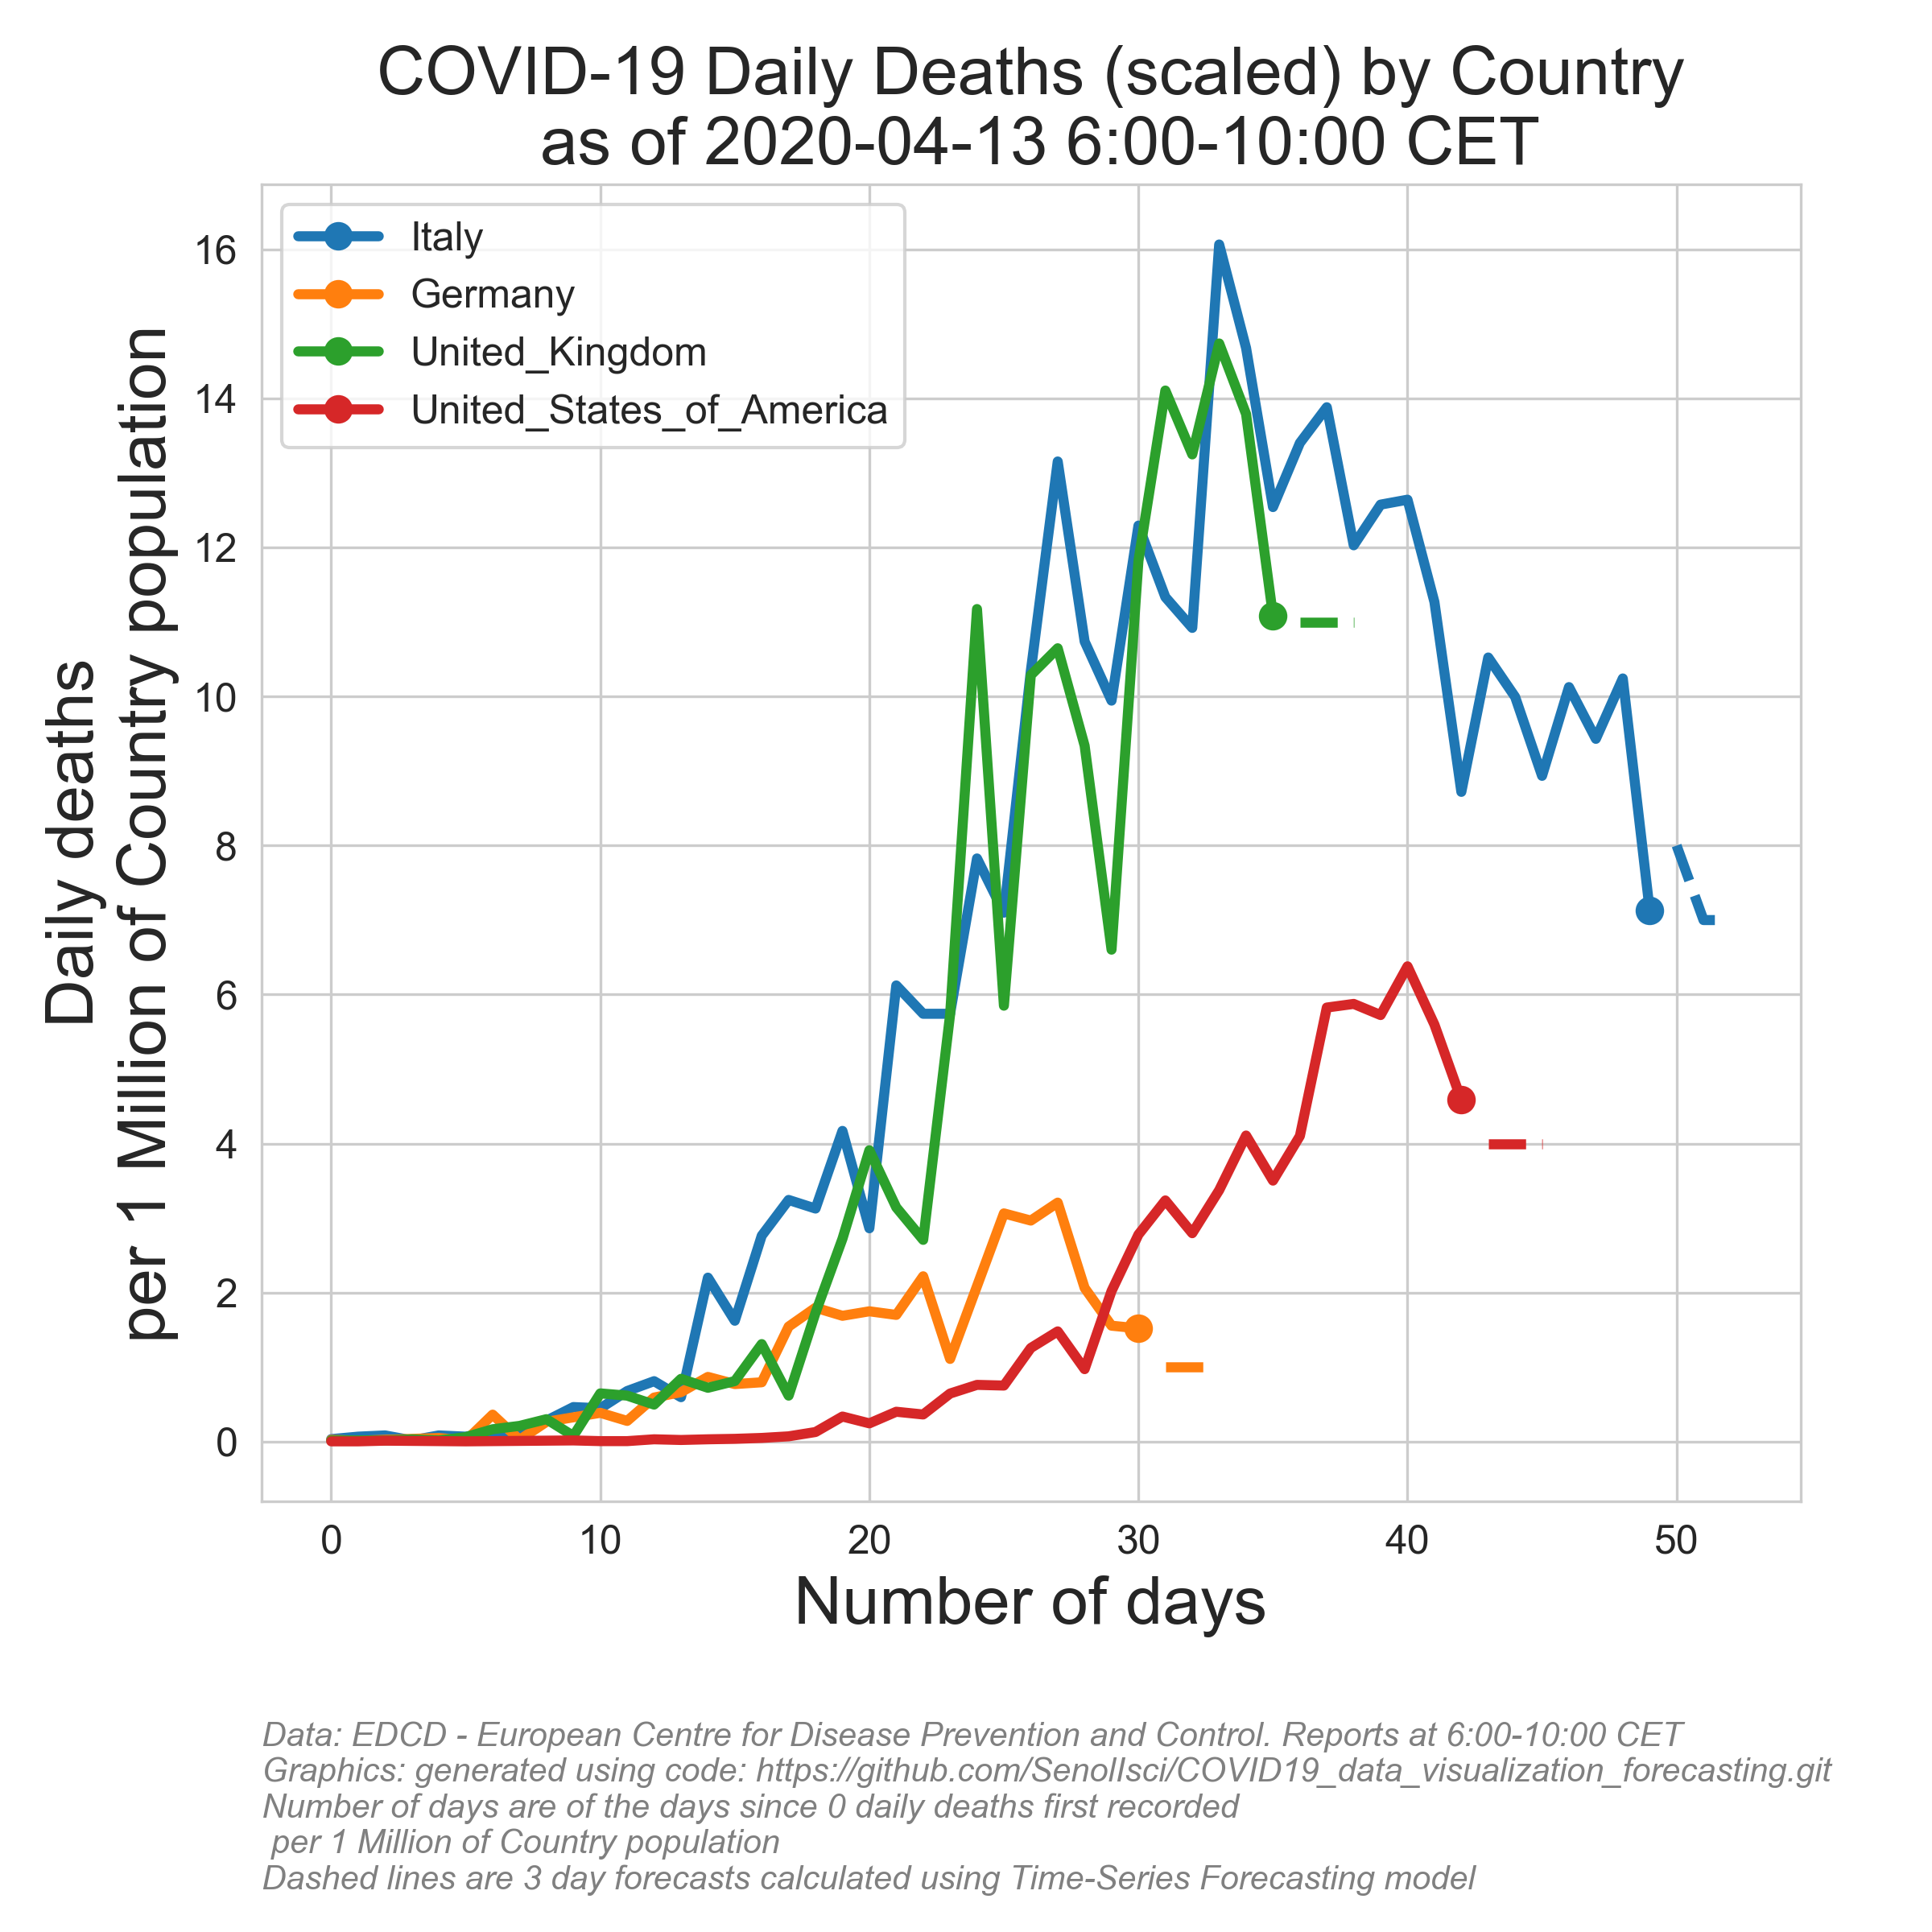 COVID-19 Daily Deaths (scaled) by Country
as of 2020-04-13 6:00-10:00 CET
Italy
Germany
United_Kingdom
United_States_of_America
Daily deaths
per 1 Million of Country population
16
14
12
10
8
6
4
2
0
0 10 20 30 40 50
Number of days
Data: EDCD - European Centre for Disease Prevention and Control. Reports at 6:00-10:00 CET
Graphics: generated using code: https://github.com/SenolIsci/COVID19_data_visualization_forecasting.git
Number of days are of the days since 0 daily deaths first recorded
per 1 Million of Country population
Dashed lines are 3 day forecasts calculated using Time-Series Forecasting model